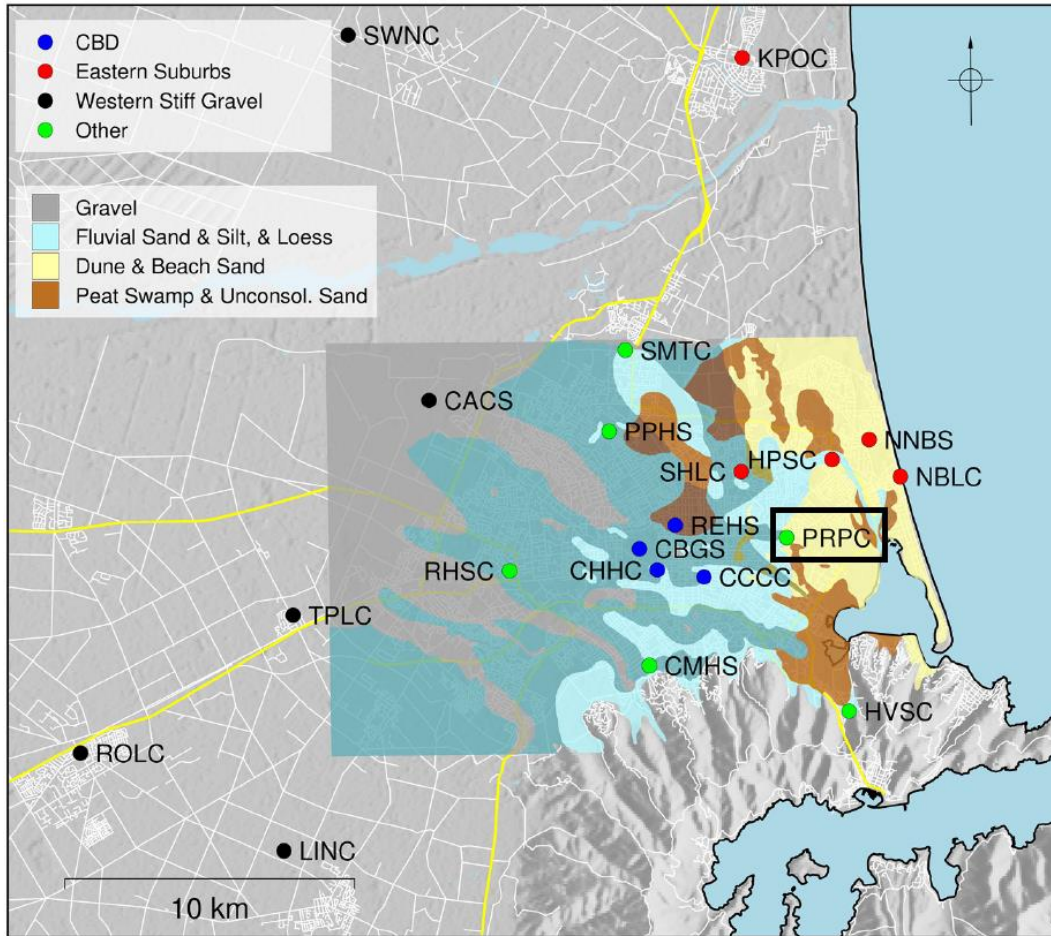 CBD
Eastern Suburbs
Western Stiff Gravel
Other
Gravel
Fluvial Sand & Silt, & Loess
Dune & Beach Sand
Peat Swamp & Unconsol. Sand
SWNC
KPOC
SMTC
CACS
PPHS
NNBS
SHLC
HPSC
NBLC
REHS
PRPC
CBGS
RHSC
CHHC
CCCC
TPLC
CMHS
HVSC
ROLC
LINC
10 km